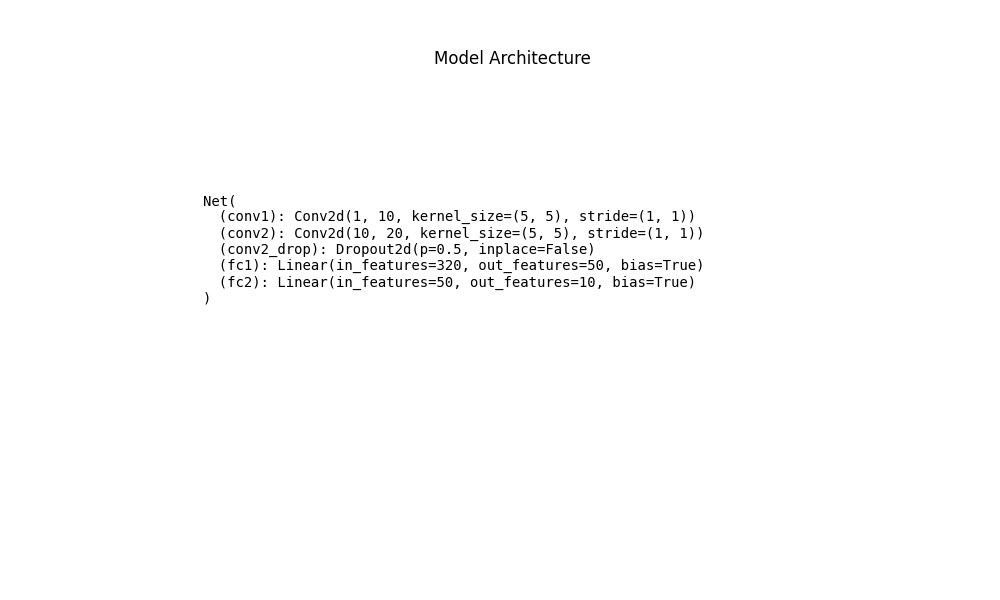 Model Architecture
Net(
  (conv1): Conv2d(1, 10, kernel_size=(5, 5), stride=(1, 1))
  (conv2): Conv2d(10, 20, kernel_size=(5, 5), stride=(1, 1))
  (conv2_drop): Dropout2d(p=0.5, inplace=False)
  (fc1): Linear(in_features=320, out_features=50, bias=True)
  (fc2): Linear(in_features=50, out_features=10, bias=True)
)